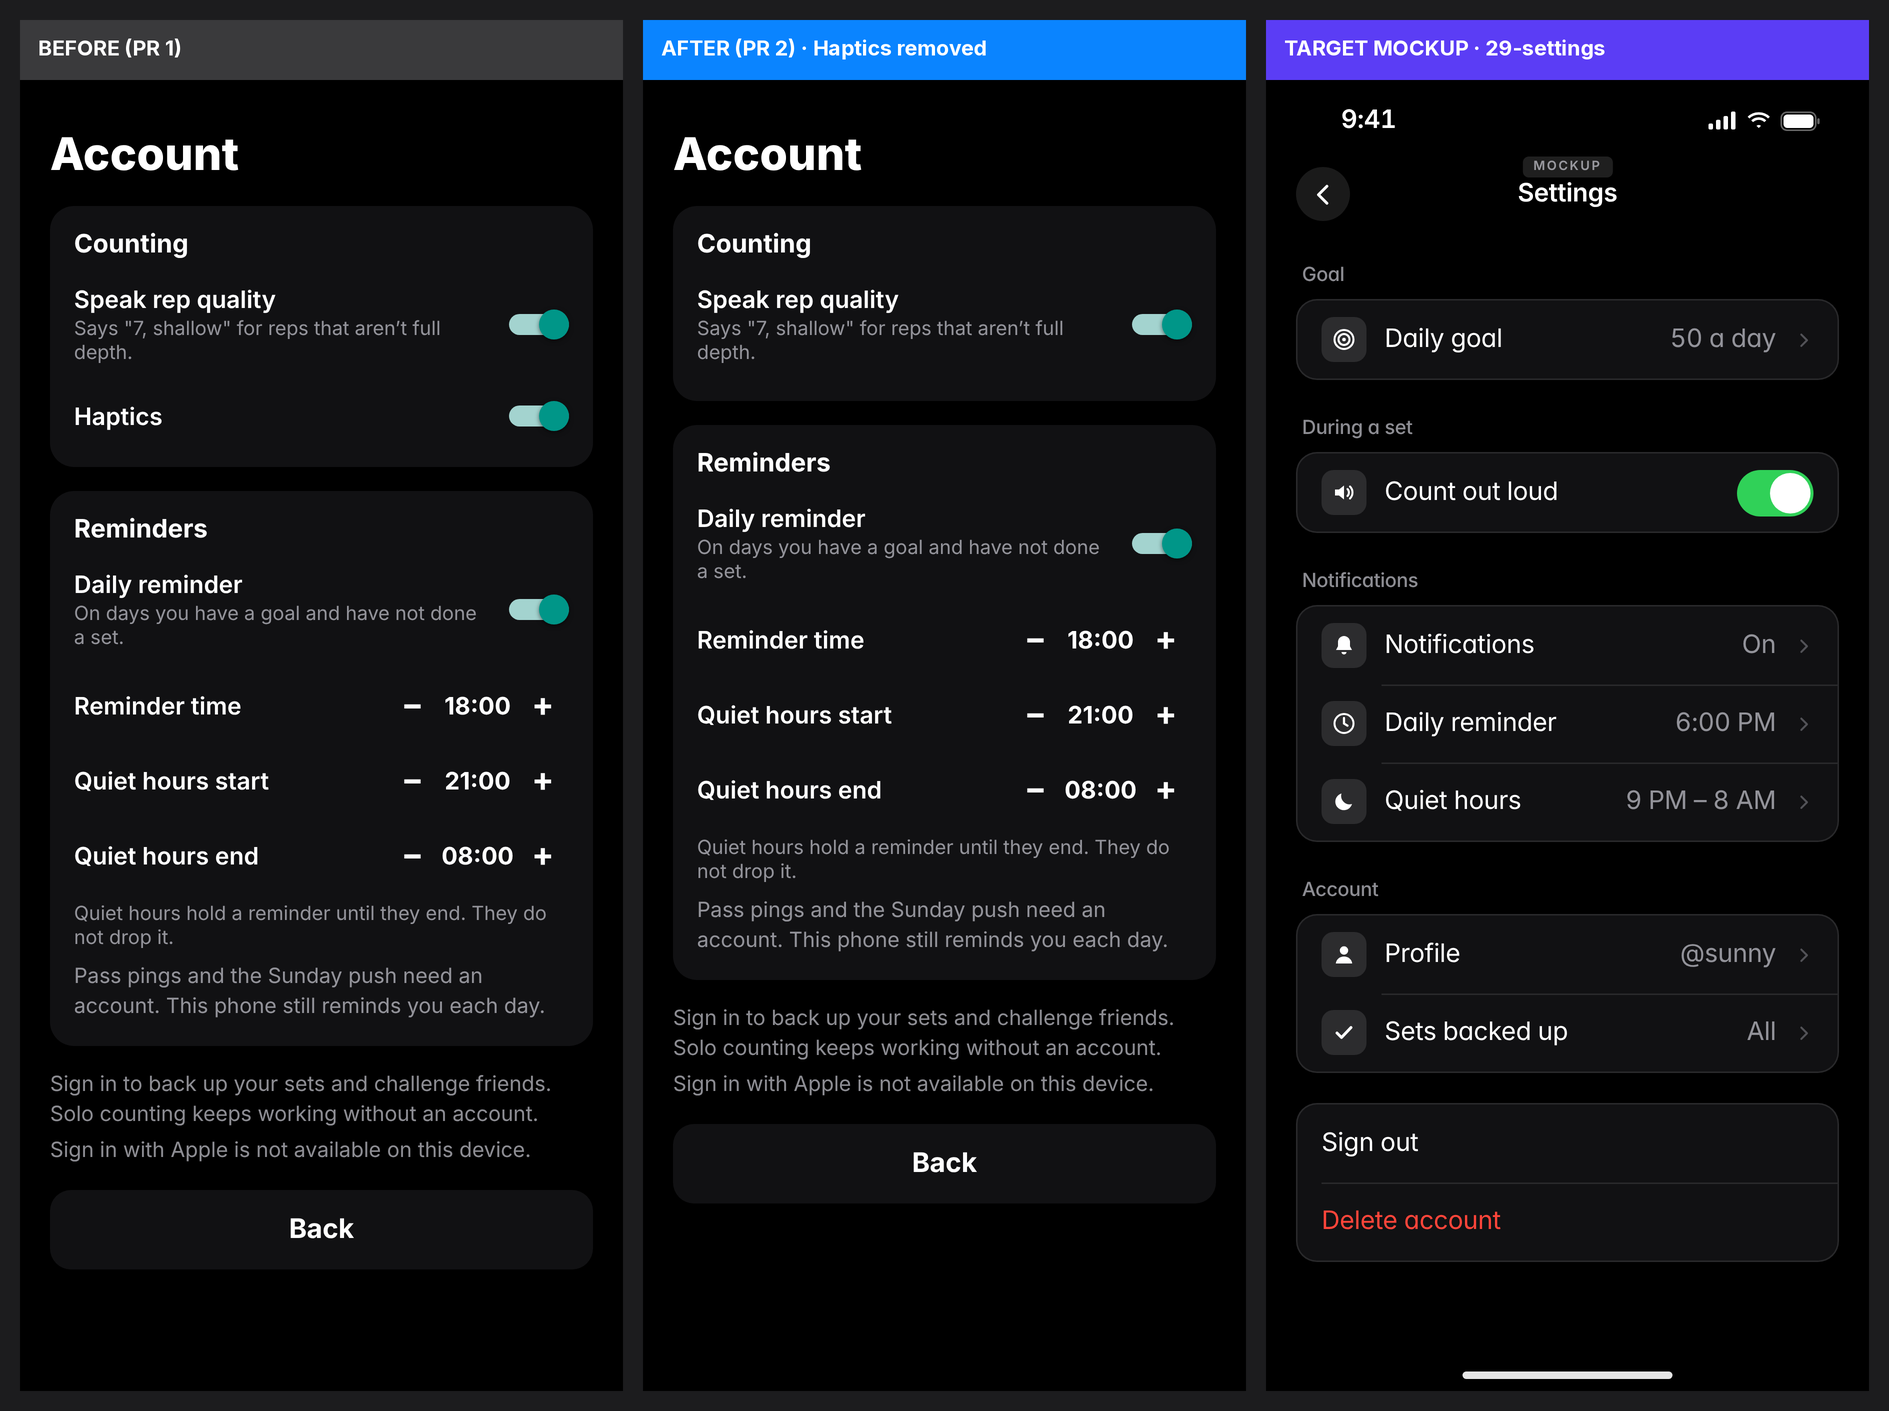 BEFORE (PR 1)
Account
Counting
Speak rep quality
Says "7, shallow" for reps that aren’t full
depth.
Haptics
Reminders
Daily reminder
On days you have a goal and have not done
a set.
Reminder time − 18:00 +
Quiet hours start − 21:00 +
Quiet hours end − 08:00 +
Quiet hours hold a reminder until they end. They do
not drop it.
Pass pings and the Sunday push need an
account. This phone still reminds you each day.
Sign in to back up your sets and challenge friends.
Solo counting keeps working without an account.
Sign in with Apple is not available on this device.
Back
AFTER (PR 2) · Haptics removed
Account
Counting
Speak rep quality
Says "7, shallow" for reps that aren’t full
depth.
Reminders
Daily reminder
On days you have a goal and have not done
a set.
Reminder time − 18:00 +
Quiet hours start − 21:00 +
Quiet hours end − 08:00 +
Quiet hours hold a reminder until they end. They do
not drop it.
Pass pings and the Sunday push need an
account. This phone still reminds you each day.
Sign in to back up your sets and challenge friends.
Solo counting keeps working without an account.
Sign in with Apple is not available on this device.
Back
TARGET MOCKUP · 29-settings
9:41
MOCKUP
Settings
Goal
Daily goal 50 a day
During a set
Count out loud
Notifications
Notifications On
Daily reminder 6:00 PM
Quiet hours 9 PM – 8 AM
Account
Profile @sunny
Sets backed up All
Sign out
Delete account